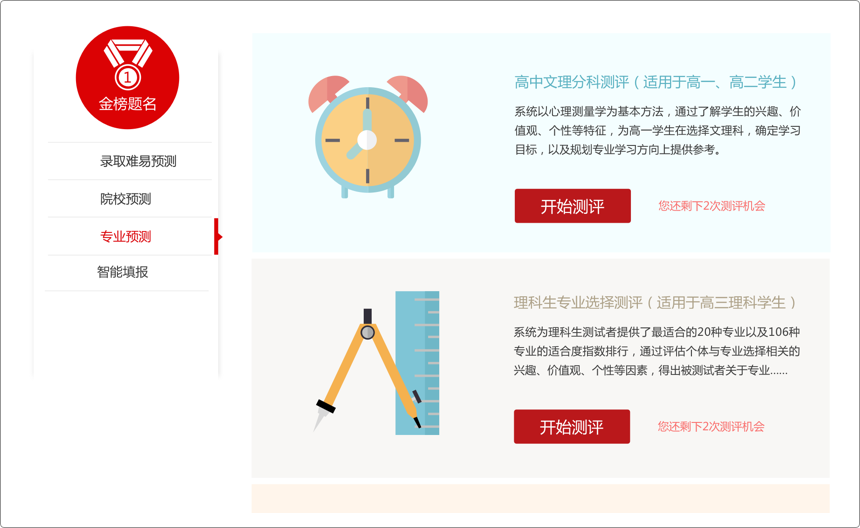 1
金榜题名
录取难易预测
院校预测
专业预测
智能填报
高中文理分科测评（适用于高一、高二学生）
系统以心理测量学为基本方法，通过了解学生的兴趣、价
值观、个性等特征，为高一学生在选择文理科，确定学习
目标，以及规划专业学习方向上提供参考。
开始测评
您还剩下2次测评机会
理科生专业选择测评（适用于高三理科学生）
系统为理科生测试者提供了最适合的20种专业以及106种
专业的适合度指数排行，通过评估个体与专业选择相关的
兴趣、价值观、个性等因素，得出被测试者关于专业......
开始测评
您还剩下2次测评机会